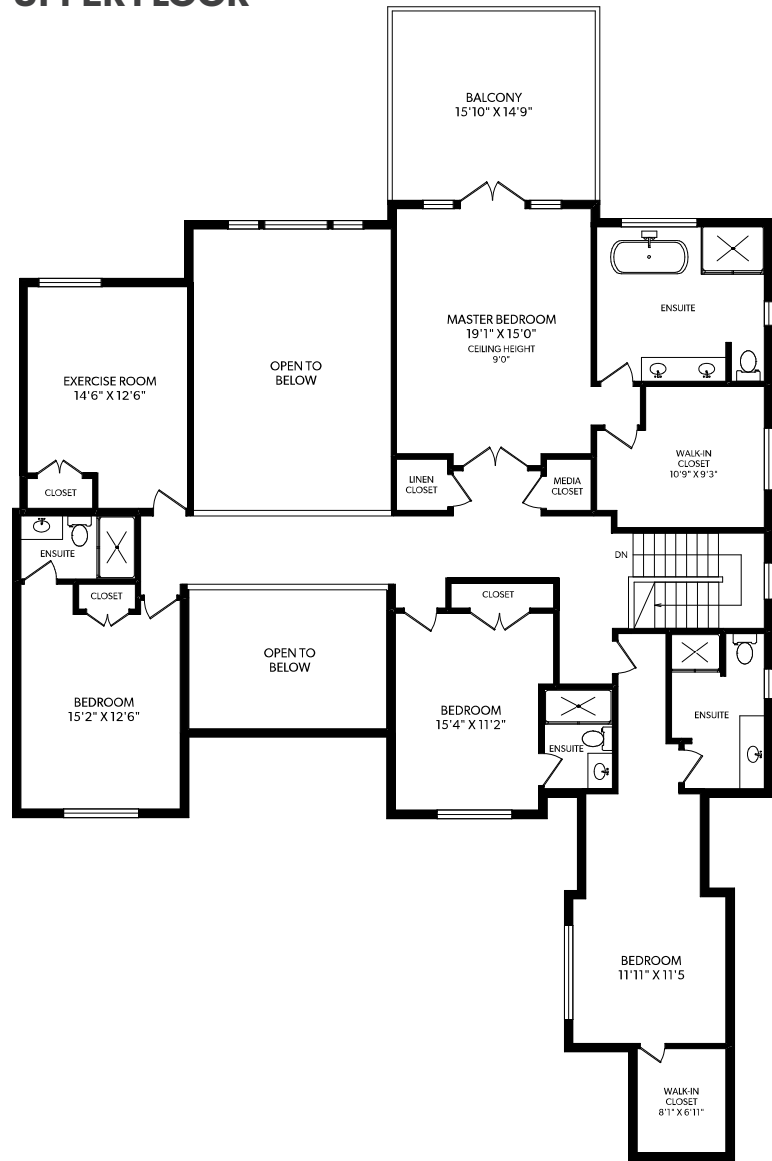 UPPER FLOOR
BALCONY
15'10" X 14'9"
MASTER BEDROOM
19'1" X 15'0"
CEILING HEIGHT
9'0"
ENSUITE
OPEN TO
BELOW
EXERCISE ROOM
14'6" X 12'6"
CLOSET
LINEN
CLOSET
MEDIA
CLOSET
WALK-IN
CLOSET
10'9" X 9'3"
ENSUITE
DN
CLOSET
CLOSET
OPEN TO
BELOW
BEDROOM
15'2" X 12'6"
BEDROOM
15'4" X 11'2"
ENSUITE
ENSUITE
BEDROOM
11'11" X 11'5
WALK-IN
CLOSET
8'1" X 6'11"